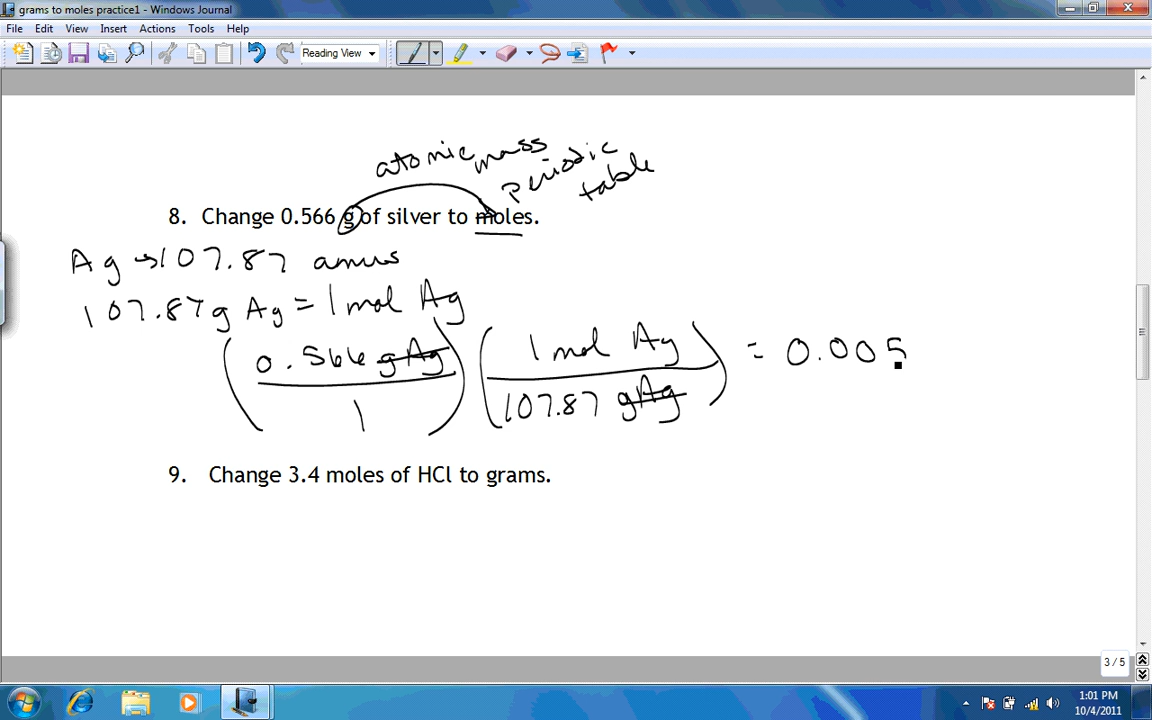 grams to moles practice1 - Windows Journal
File Edit View Insert Actions Tools Help
Reading View
atomic mass
periodic
table
8. Change 0.566 g of silver to moles.
Ag → 107.87 amus
107.87 g Ag = 1 mol Ag
(0.566 g Ag) (1 mol Ag) = 0.005
1 107.87 g Ag
9. Change 3.4 moles of HCl to grams.
3 / 5
1:01 PM
10/4/2011